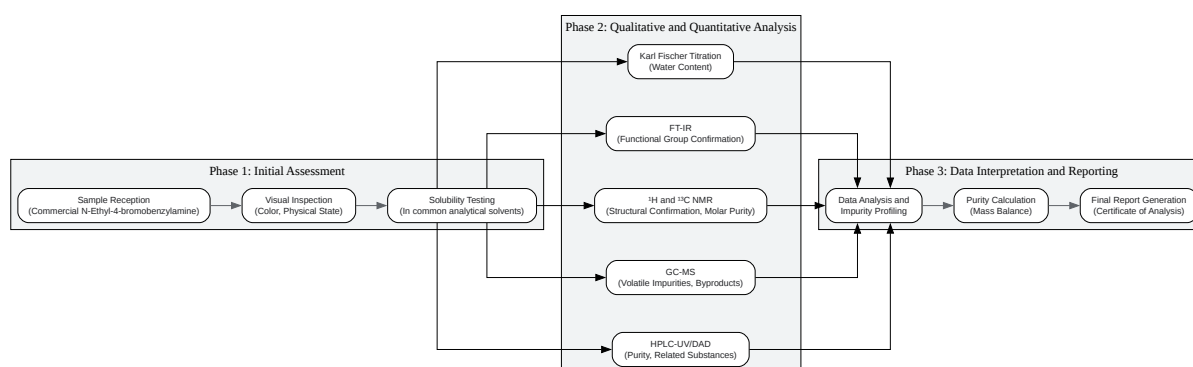 Phase 1: Initial Assessment
Sample Reception
(Commercial N-Ethyl-4-bromobenzylamine)
Visual Inspection
(Color, Physical State)
Solubility Testing
(In common analytical solvents)
Phase 2: Qualitative and Quantitative Analysis
Karl Fischer Titration
(Water Content)
FT-IR
(Functional Group Confirmation)
¹H and ¹³C NMR
(Structural Confirmation, Molar Purity)
GC-MS
(Volatile Impurities, Byproducts)
HPLC-UV/DAD
(Purity, Related Substances)
Phase 3: Data Interpretation and Reporting
Data Analysis and
Impurity Profiling
Purity Calculation
(Mass Balance)
Final Report Generation
(Certificate of Analysis)